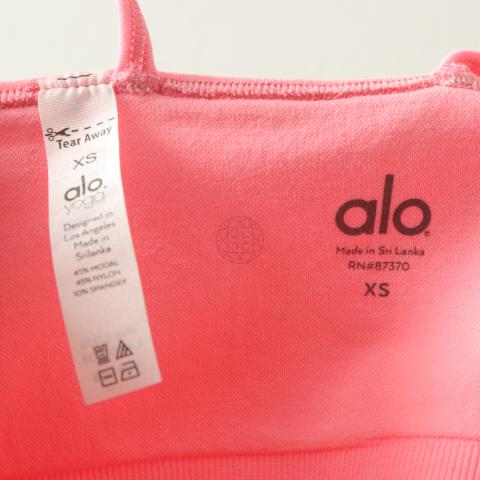 Tear Away
XS
alo
yoga
Designed in
Los Angeles
Made in
Srilanka
45% MODAL
45% NYLON
10% SPANDEX
alo®
Made in Sri Lanka
RN#87370
XS